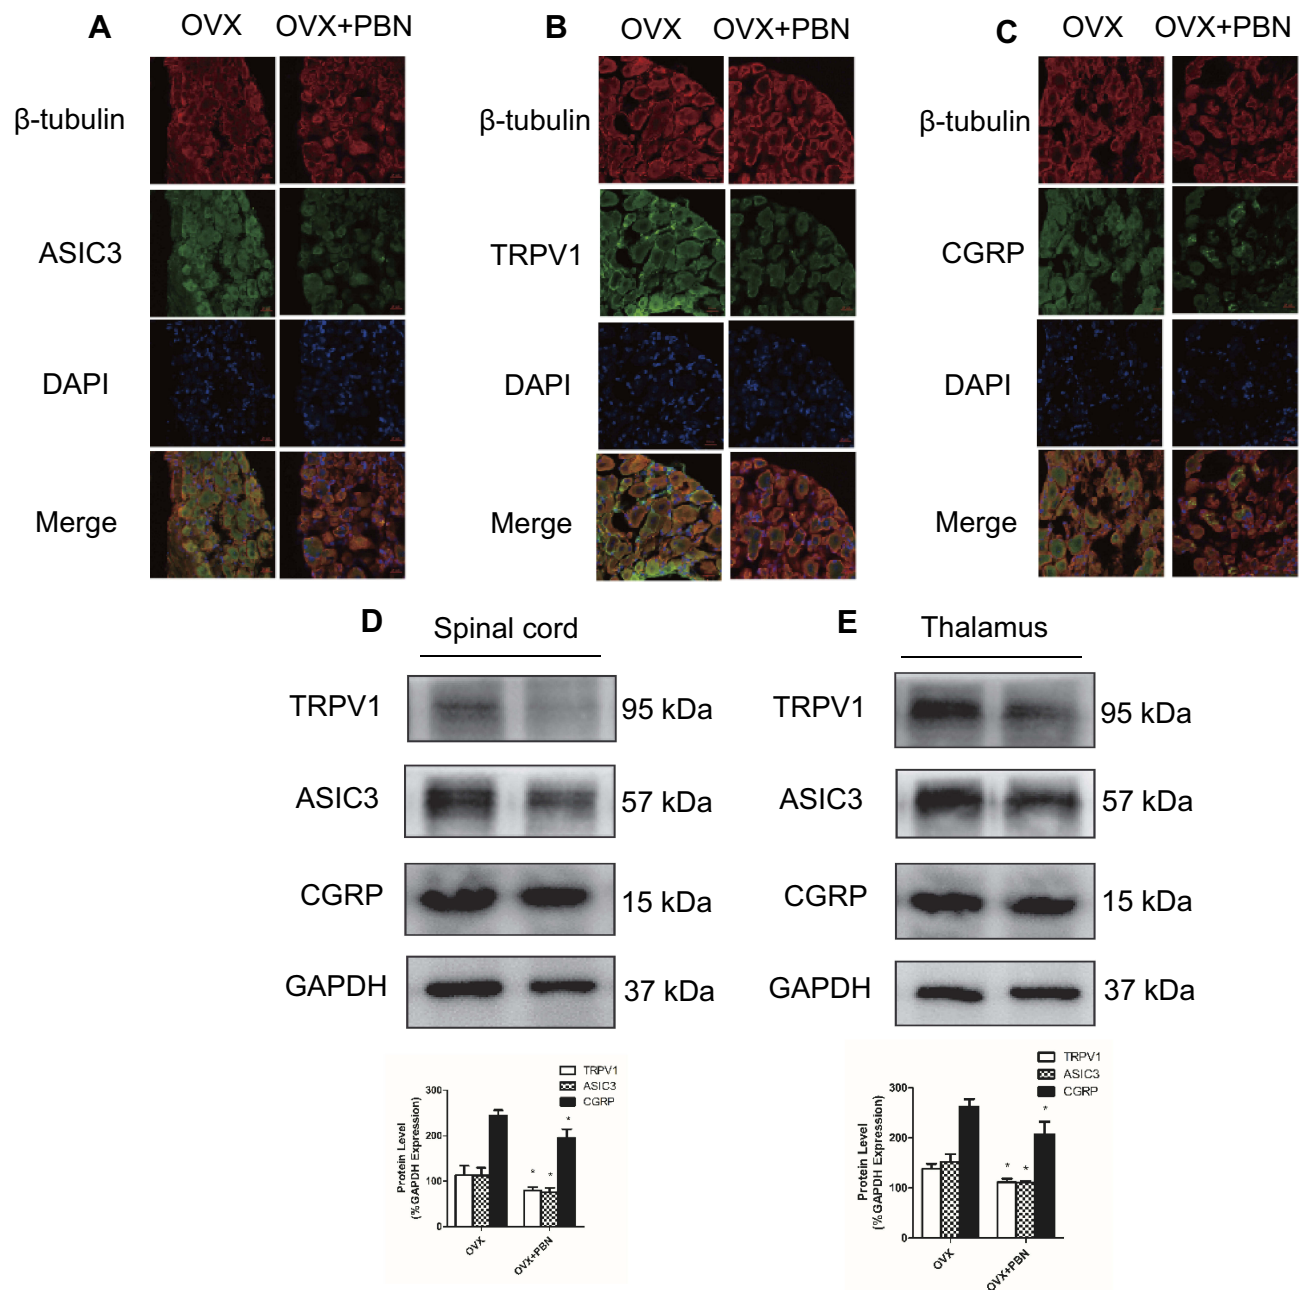 A OVX OVX+PBN
B OVX OVX+PBN
C OVX OVX+PBN
β-tubulin
β-tubulin
β-tubulin
ASIC3
TRPV1
CGRP
DAPI
DAPI
DAPI
Merge
Merge
Merge
D Spinal cord
TRPV1 95 kDa
ASIC3 57 kDa
CGRP 15 kDa
GAPDH 37 kDa
TRPV1
ASIC3
CGRP
Protein Level
(%GAPDH Expression)
300
200
100
0
*
* *
OVX
OVX+PBN
E Thalamus
TRPV1 95 kDa
ASIC3 57 kDa
CGRP 15 kDa
GAPDH 37 kDa
TRPV1
ASIC3
CGRP
Protein Level
(%GAPDH Expression)
300
200
100
0
*
* *
OVX
OVX+PBN